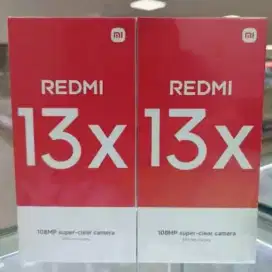 mi
mi
REDMI
REDMI
13x
13x
108MP super-clear camera
108MP super-clear camera